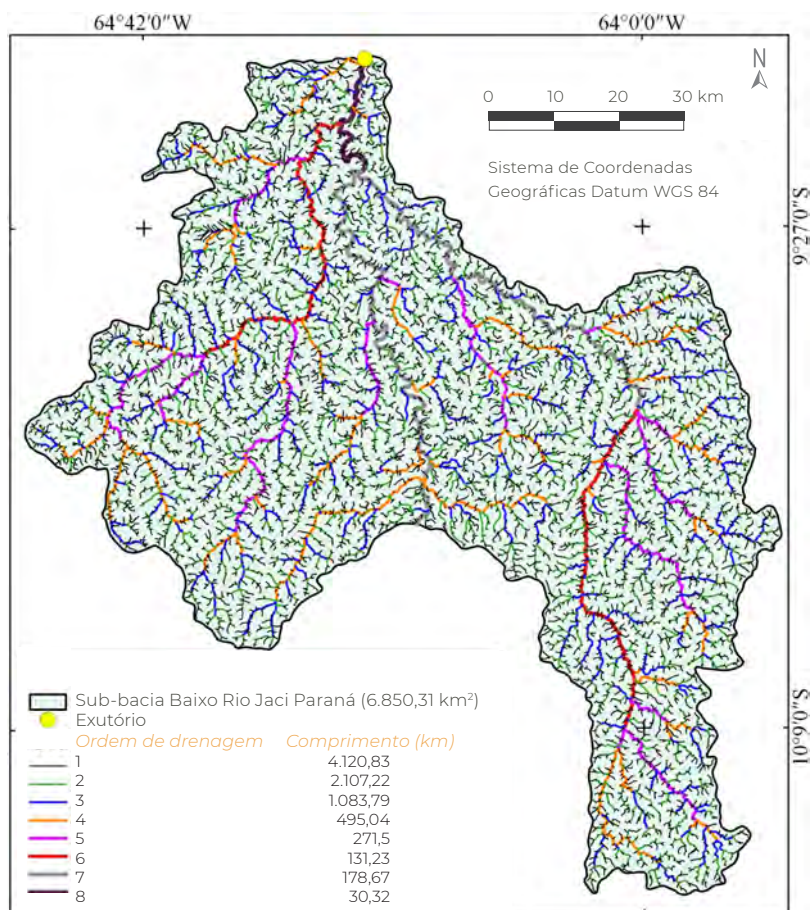 64°42'0"W 64°0'0"W
N
0 10 20 30 km
Sistema de Coordenadas
Geográficas Datum WGS 84
9°27'0"S
10°9'0"S
Sub-bacia Baixo Rio Jaci Paraná (6.850,31 km²)
Exutório
Ordem de drenagem Comprimento (km)
1 4.120,83
2 2.107,22
3 1.083,79
4 495,04
5 271,5
6 131,23
7 178,67
8 30,32